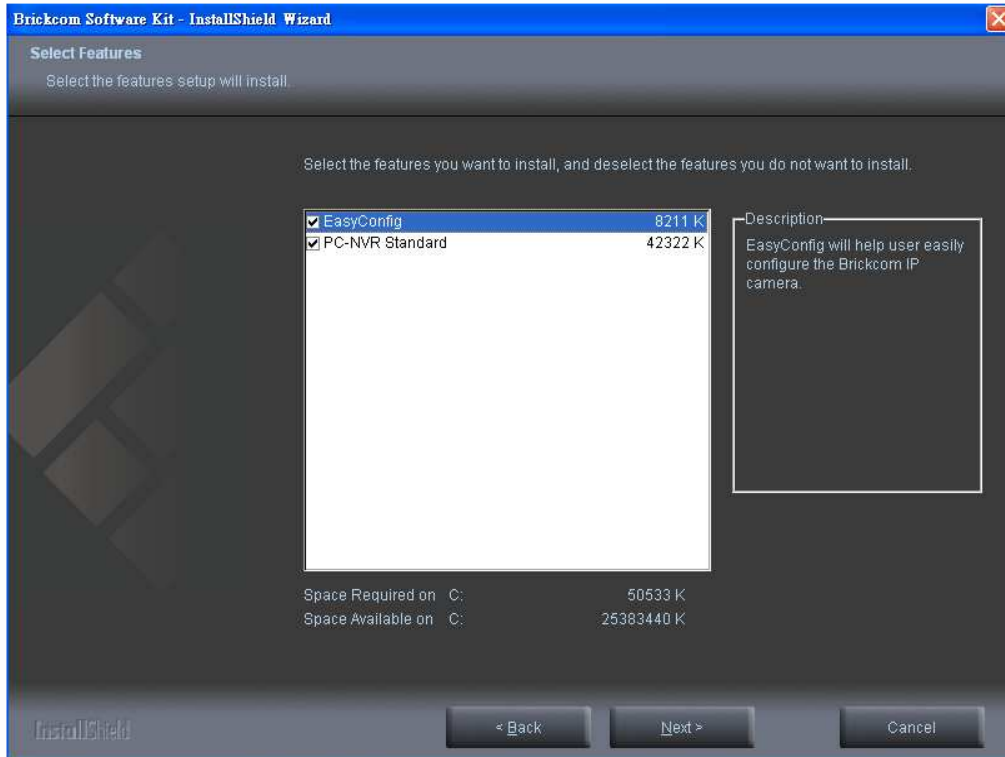 Brickcom Software Kit - InstallShield Wizard
Select Features
Select the features setup will install.
Select the features you want to install, and deselect the features you do not want to install.
EasyConfig 8211 K
PC-NVR Standard 42322 K
Description
EasyConfig will help user easily
configure the Brickcom IP
camera.
Space Required on C: 50533 K
Space Available on C: 25383440 K
InstallShield
< Back
Next >
Cancel